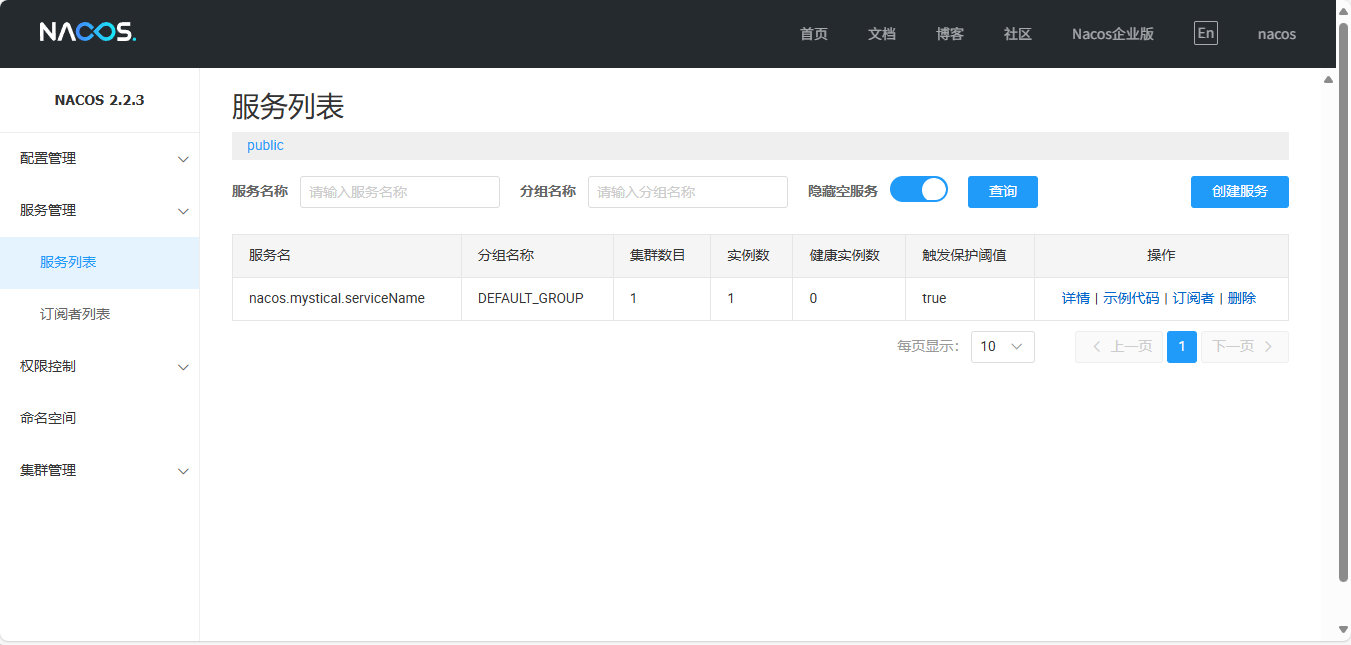 NACOS. 首页 文档 博客 社区 Nacos企业版 En nacos
NACOS 2.2.3
配置管理
服务管理
服务列表
订阅者列表
权限控制
命名空间
集群管理
服务列表
public
服务名称 请输入服务名称 分组名称 请输入分组名称 隐藏空服务 查询 创建服务
服务名 分组名称 集群数目 实例数 健康实例数 触发保护阈值 操作
nacos.mystical.serviceName DEFAULT_GROUP 1 1 0 true 详情 | 示例代码 | 订阅者 | 删除
每页显示: 10 上一页 1 下一页